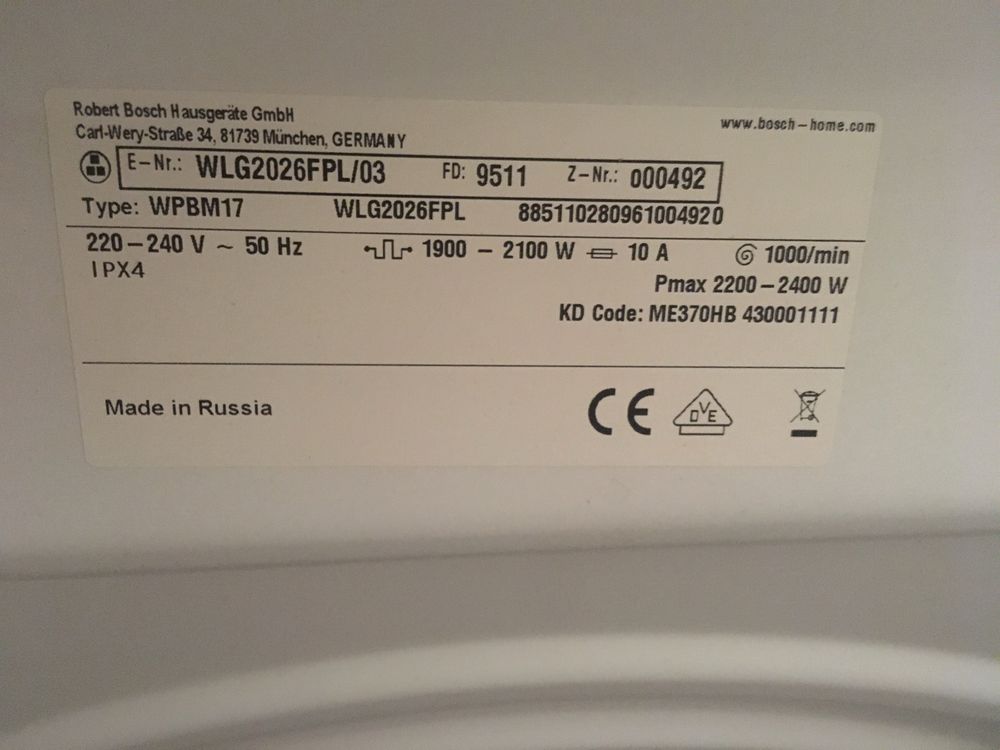 Robert Bosch Hausgeräte GmbH
Carl-Wery-Straße 34, 81739 München, GERMANY
www.bosch-home.com
E-Nr.: WLG2026FPL/03 FD: 9511 Z-Nr.: 000492
Type: WPBM17 WLG2026FPL 885110280961004920
220-240 V ~ 50 Hz 1900 - 2100 W 10 A 1000/min
IPX4
Pmax 2200-2400 W
KD Code: ME370HB 430001111
Made in Russia
CE DVE